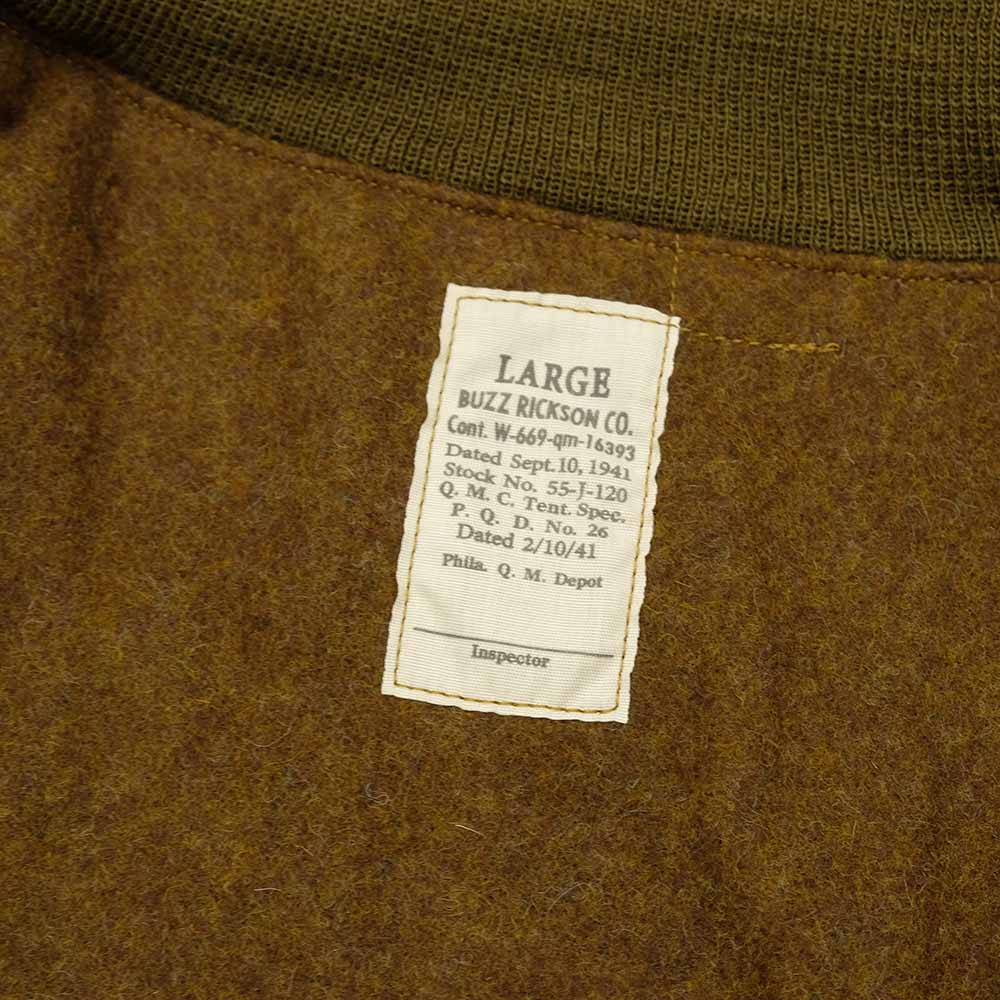 LARGE
BUZZ RICKSON CO.
Cont. W-669-qm-16393
Dated Sept. 10, 1941
Stock No. 55-J-120
Q. M. C. Tent. Spec.
P. Q. D. No. 26
Dated 2/10/41
Phila. Q. M. Depot
Inspector